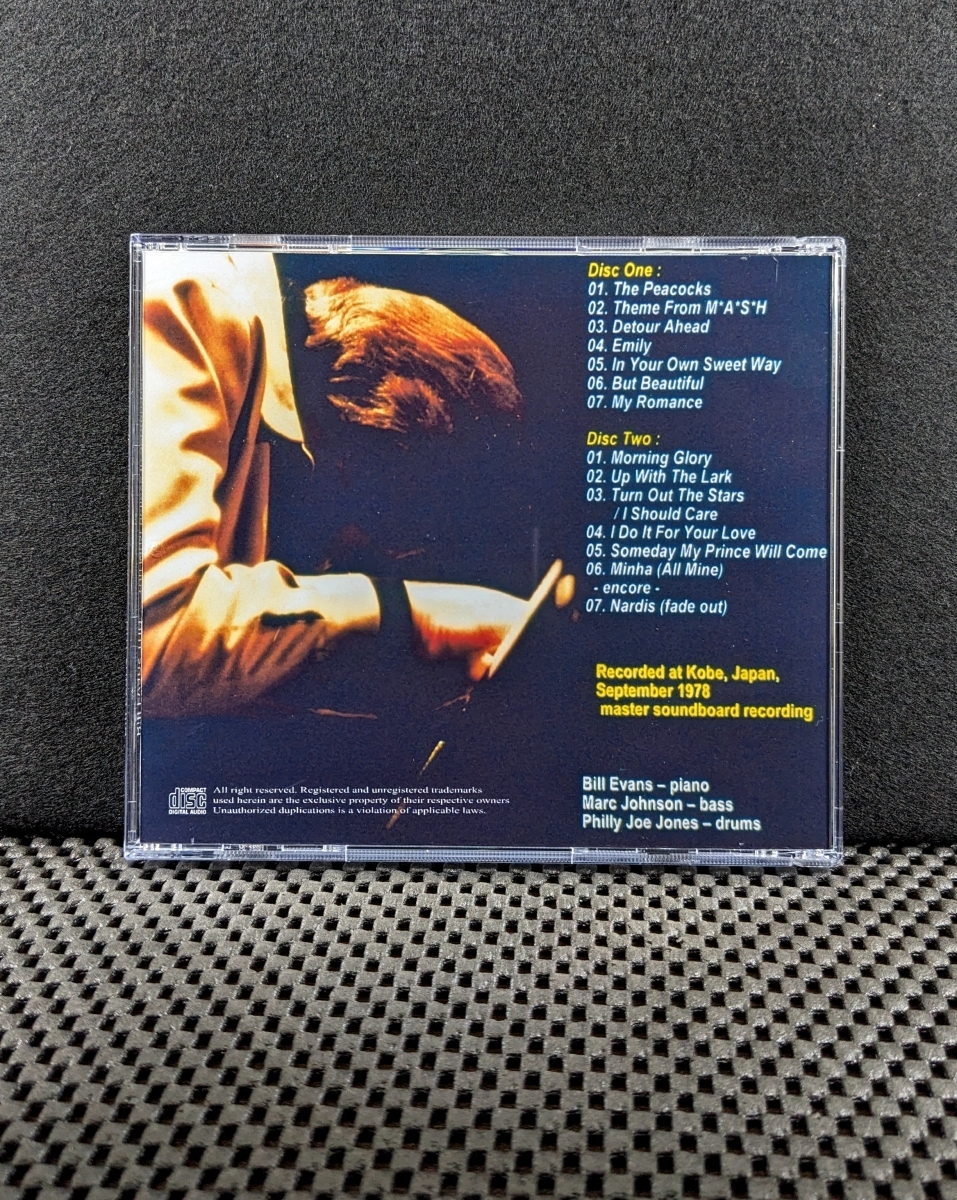 Disc One :
01. The Peacocks
02. Theme From M*A*S*H
03. Detour Ahead
04. Emily
05. In Your Own Sweet Way
06. But Beautiful
07. My Romance
Disc Two :
01. Morning Glory
02. Up With The Lark
03. Turn Out The Stars
/ I Should Care
04. I Do It For Your Love
05. Someday My Prince Will Come
06. Minha (All Mine)
- encore -
07. Nardis (fade out)
Recorded at Kobe, Japan,
September 1978
master soundboard recording
Bill Evans – piano
Marc Johnson – bass
Philly Joe Jones – drums
COMPACT
disc
DIGITAL AUDIO
All right reserved. Registered and unregistered trademarks
used herein are the exclusive property of their respective owners
Unauthorized duplications is a violation of applicable laws.